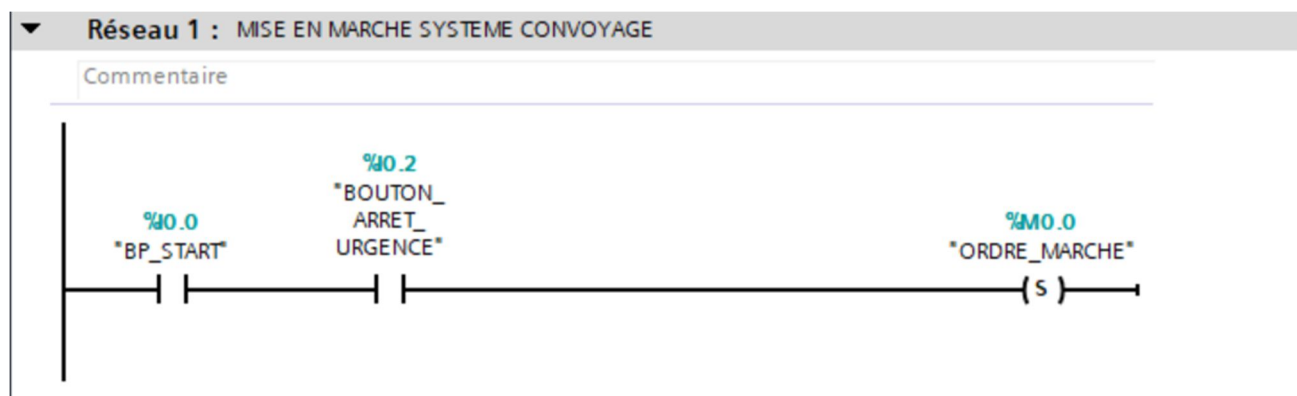 Réseau 1 : MISE EN MARCHE SYSTEME CONVOYAGE
Commentaire
%I0.2
"BOUTON_
ARRET_
URGENCE"
%I0.0
"BP_START"
%M0.0
"ORDRE_MARCHE"
S